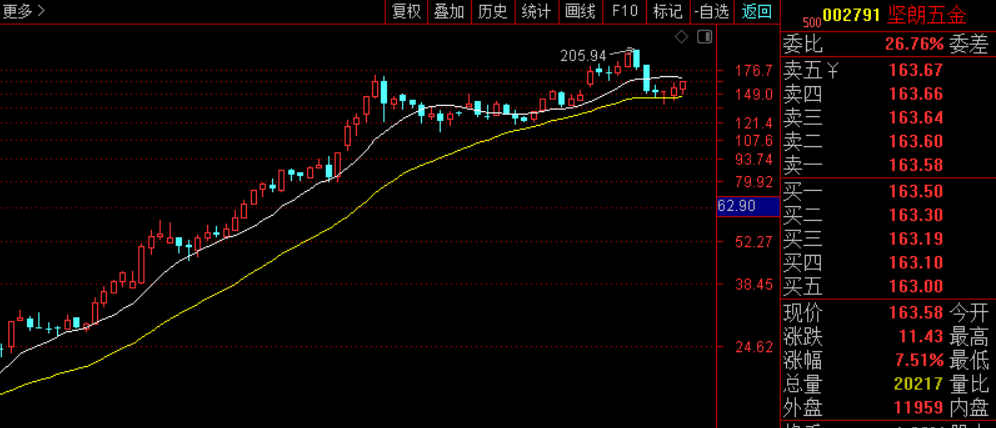 更多 复权 叠加 历史 统计 画线 F10 标记 -自选 返回
500 002791 坚朗五金
委比 26.76% 委差
卖五 163.67
卖四 163.66
卖三 163.64
卖二 163.60
卖一 163.58
买一 163.50
买二 163.30
买三 163.19
买四 163.10
买五 163.00
现价 163.58 今开
涨跌 11.43 最高
涨幅 7.51% 最低
总量 20217 量比
外盘 11959 内盘
205.94
176.7
149.0
121.4
107.6
93.74
79.92
62.90
52.27
38.45
24.62